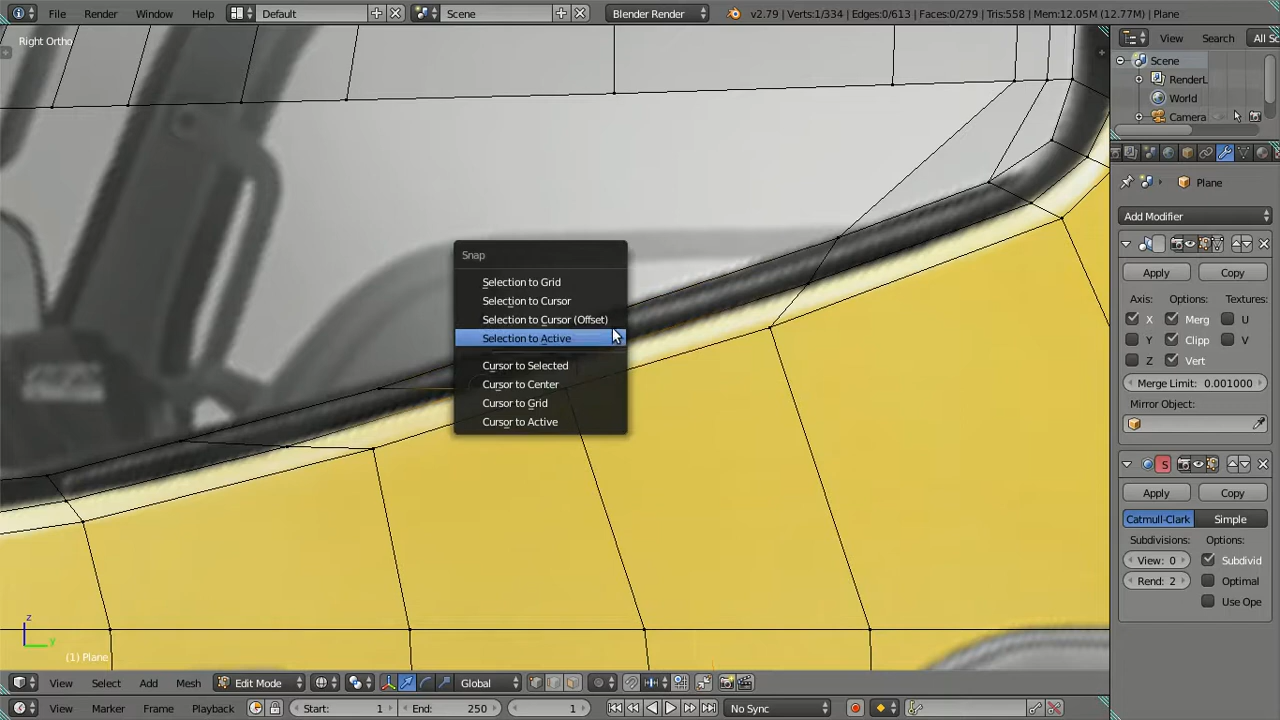 File Render Window Help Default Scene Blender Render v2.79 | Verts:1/334 | Edges:0/613 | Faces:0/279 | Tris:558 | Mem:12.05M (12.77M) | Plane
Right Ortho
View Search All Sc
Scene
RenderL
World
Camera
Plane
Add Modifier
Apply Copy
Axis: Options: Textures:
X Merg U
Y Clipp V
Z Vert
Merge Limit: 0.001000
Mirror Object:
S
Apply Copy
Catmull-Clark Simple
Subdivisions: Options:
View: 0 Subdivid
Rend: 2 Optimal
Use Ope
Snap
Selection to Grid
Selection to Cursor
Selection to Cursor (Offset)
Selection to Active
Cursor to Selected
Cursor to Center
Cursor to Grid
Cursor to Active
z
y
(1) Plane
View Select Add Mesh Edit Mode Global
View Marker Frame Playback Start: 1 End: 250 1 No Sync